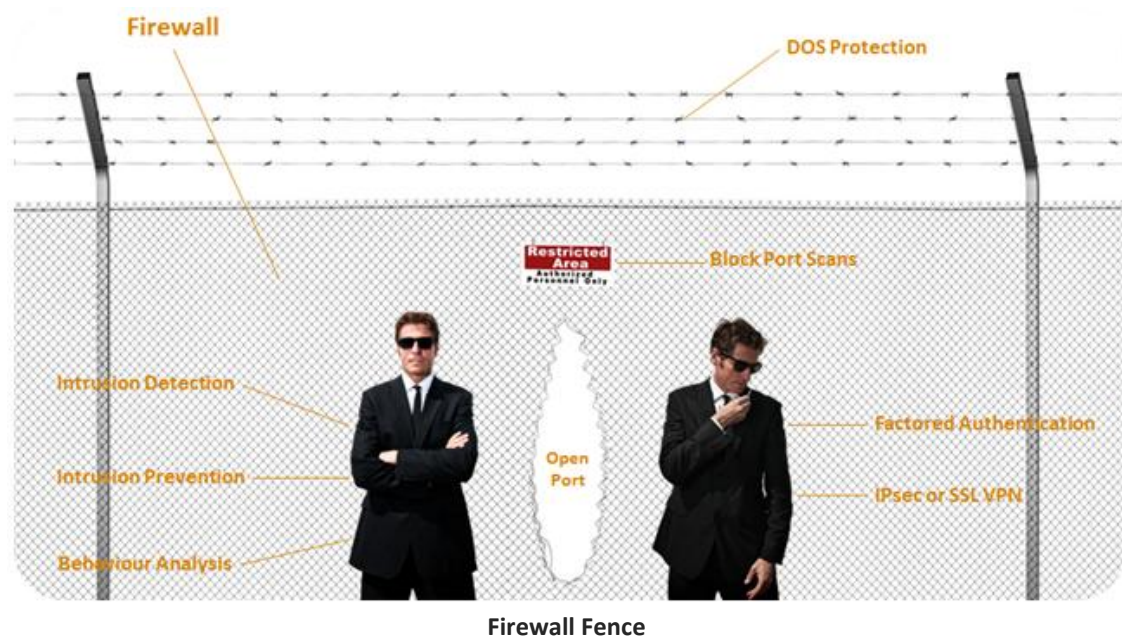 Firewall
DOS Protection
Restricted
Area
Authorized
Personnel Only
Block Port Scans
Intrusion Detection
Factored Authentication
Open
Port
Intrusion Prevention
IPsec or SSL VPN
Behaviour Analysis
Firewall Fence